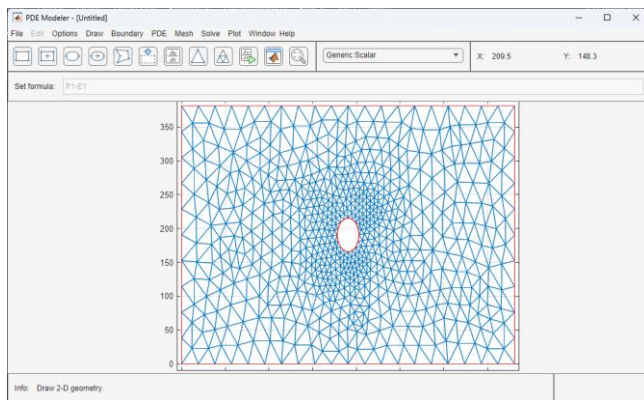 PDE Modeler - [Untitled]
File Edit Options Draw Boundary PDE Mesh Solve Plot Window Help
Generic Scalar X: 209.5 Y: 148.3
Set formula: P1-E1
350
300
250
200
150
100
50
0
Info: Draw 2-D geometry.